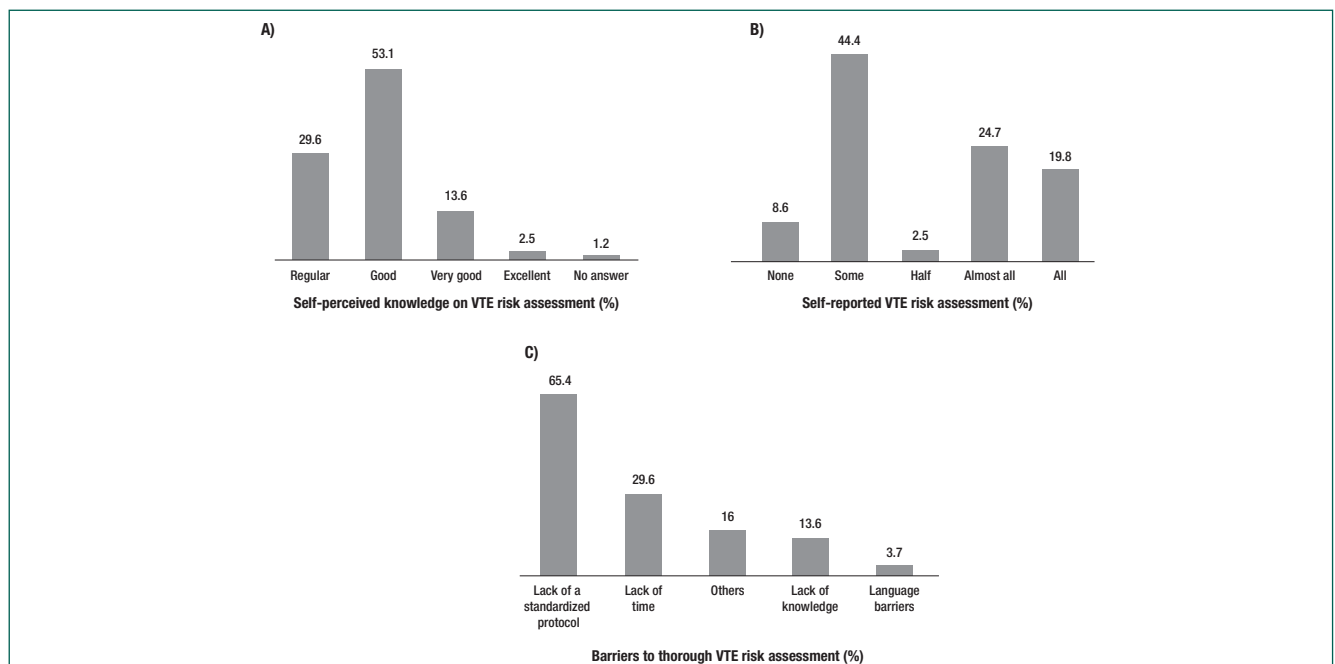 A)
53.1
29.6
13.6
2.5
1.2
Regular Good Very good Excellent No answer
Self-perceived knowledge on VTE risk assessment (%)
B)
44.4
24.7
19.8
8.6
2.5
None Some Half Almost all All
Self-reported VTE risk assessment (%)
C)
65.4
29.6
16
13.6
3.7
Lack of a
standardized
protocol
Lack of
time
Others
Lack of
knowledge
Language
barriers
Barriers to thorough VTE risk assessment (%)